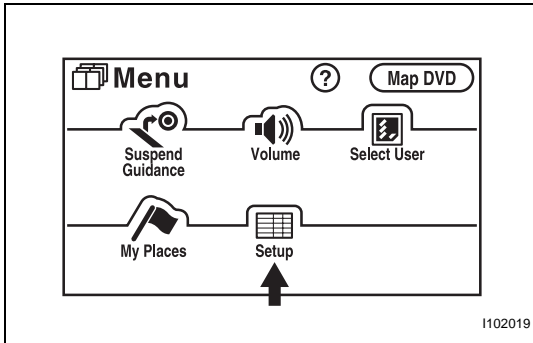 Menu
?
Map DVD
Suspend
Guidance
Volume
Select User
My Places
Setup
I102019